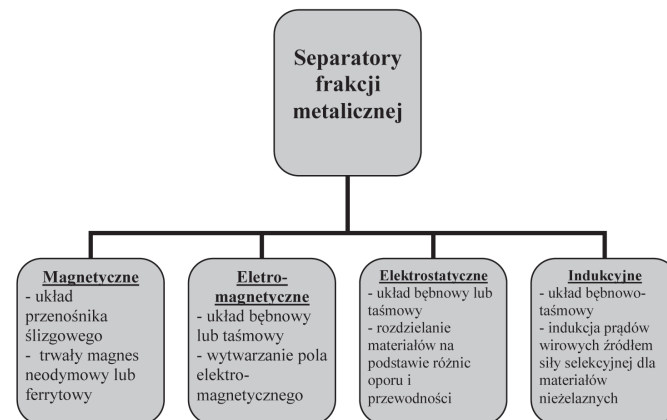 Separatory
frakcji
metalicznej
Magnetyczne
- układ
przenośnika
ślizgowego
- trwały magnes
neodymowy lub
ferrytowy
Eletro-
magnetyczne
- układ bębnowy
lub taśmowy
- wytwarzanie pola
elektro-
magnetycznego
Elektrostatyczne
- układ bębnowy lub
taśmowy
- rozdzielanie
materiałów na
podstawie różnic
oporu i
przewodności
Indukcyjne
- układ bębnowo-
taśmowy
- indukcja prądów
wirowych źródłem
siły selekcyjnej dla
materiałów
nieżelaznych